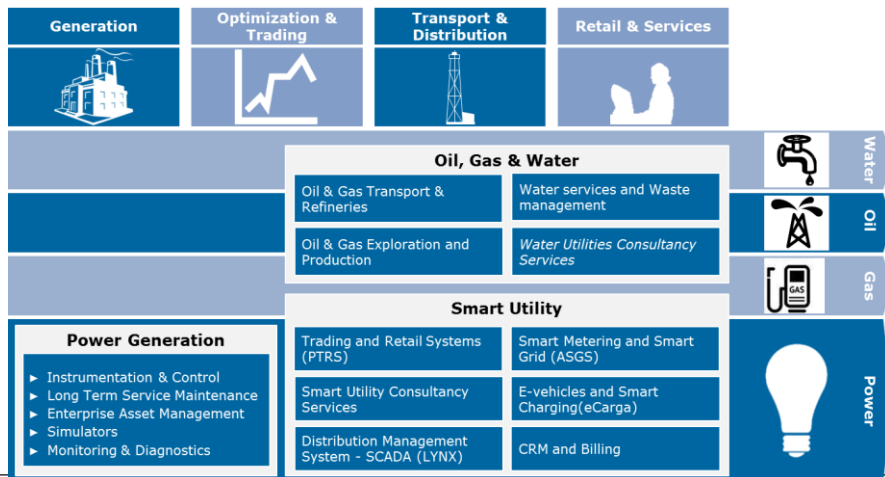 Generation
Optimization &
Trading
Transport &
Distribution
Retail & Services
Water
Oil, Gas & Water
Oil & Gas Transport &
Refineries
Water services and Waste
management
Oil
Oil & Gas Exploration and
Production
Water Utilities Consultancy
Services
Gas
GAS
Smart Utility
Power Generation
► Instrumentation & Control
► Long Term Service Maintenance
► Enterprise Asset Management
► Simulators
► Monitoring & Diagnostics
Trading and Retail Systems
(PTRS)
Smart Metering and Smart
Grid (ASGS)
Smart Utility Consultancy
Services
E-vehicles and Smart
Charging(eCarga)
Distribution Management
System - SCADA (LYNX)
CRM and Billing
Power